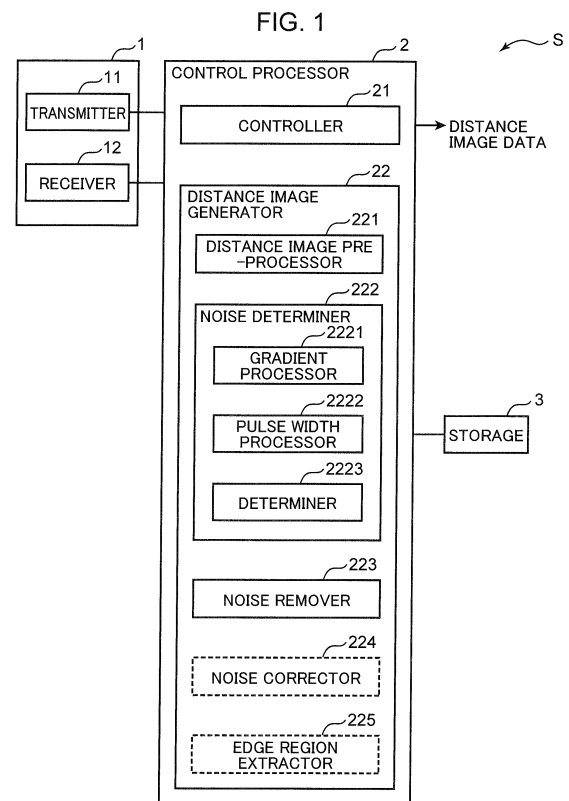 FIG. 1
S
1
2
11
TRANSMITTER
12
RECEIVER
CONTROL PROCESSOR
21
CONTROLLER
DISTANCE
IMAGE DATA
22
DISTANCE IMAGE
GENERATOR
221
DISTANCE IMAGE PRE
-PROCESSOR
222
NOISE DETERMINER
2221
GRADIENT
PROCESSOR
2222
PULSE WIDTH
PROCESSOR
2223
DETERMINER
3
STORAGE
223
NOISE REMOVER
224
NOISE CORRECTOR
225
EDGE REGION
EXTRACTOR